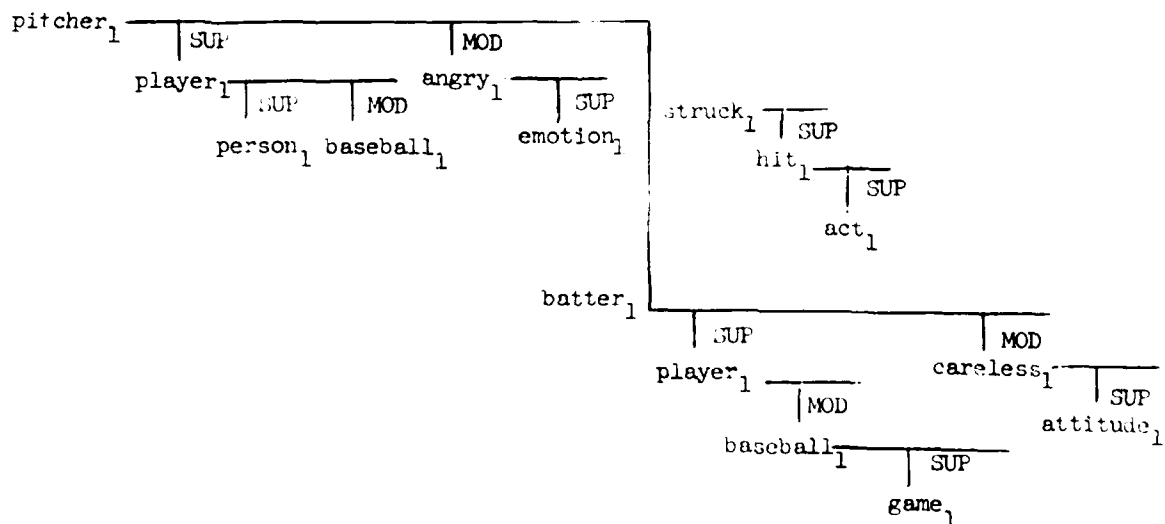 pitcher1
SUP MOD
player1 angry1
SUP MOD SUP
struck1
SUP
person1 baseball1 emotion1
hit1
SUP
act1
batter1
SUP MOD
player1 careless1
MOD SUP
attitude1
baseball1
SUP
game1